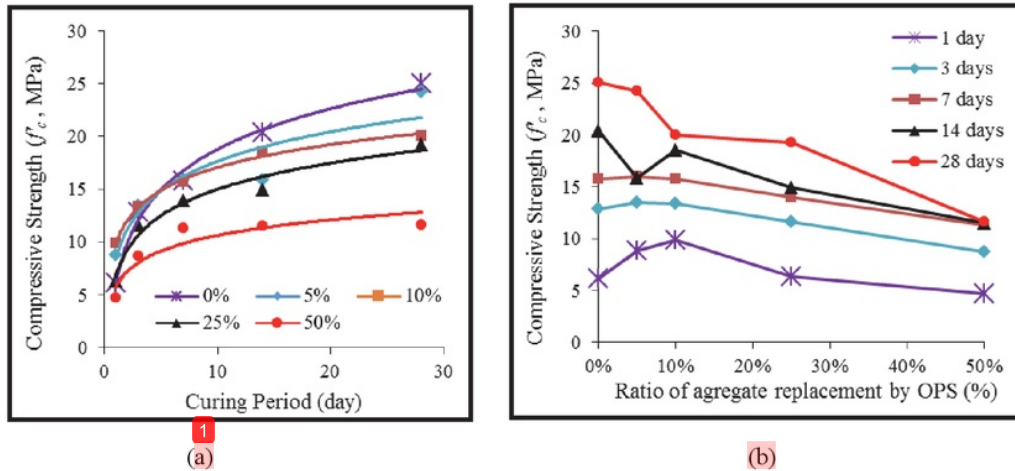 30
25
20
15
10
5
0
Compressive Strength (f'c , MPa)
0% 5% 10%
25% 50%
0 10 20 30
Curing Period (day)
1
(a)
30
25
20
15
10
5
0
Compressive Strength (f'c , MPa)
1 day
3 days
7 days
14 days
28 days
0% 10% 20% 30% 40% 50%
Ratio of agregate replacement by OPS (%)
(b)